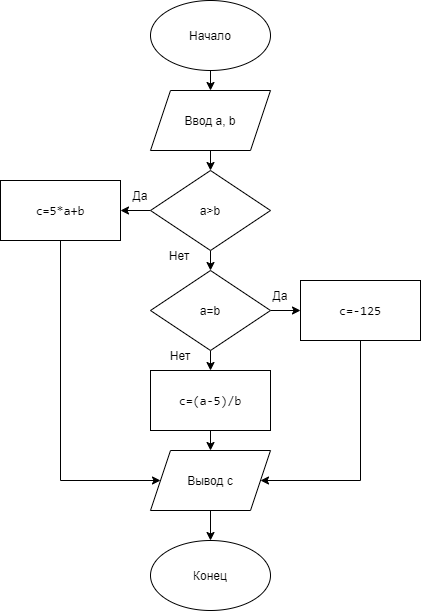 Начало
Ввод a, b
Да
a>b
c=5*a+b
Нет
Да
a=b
c=-125
Нет
c=(a-5)/b
Вывод c
Конец